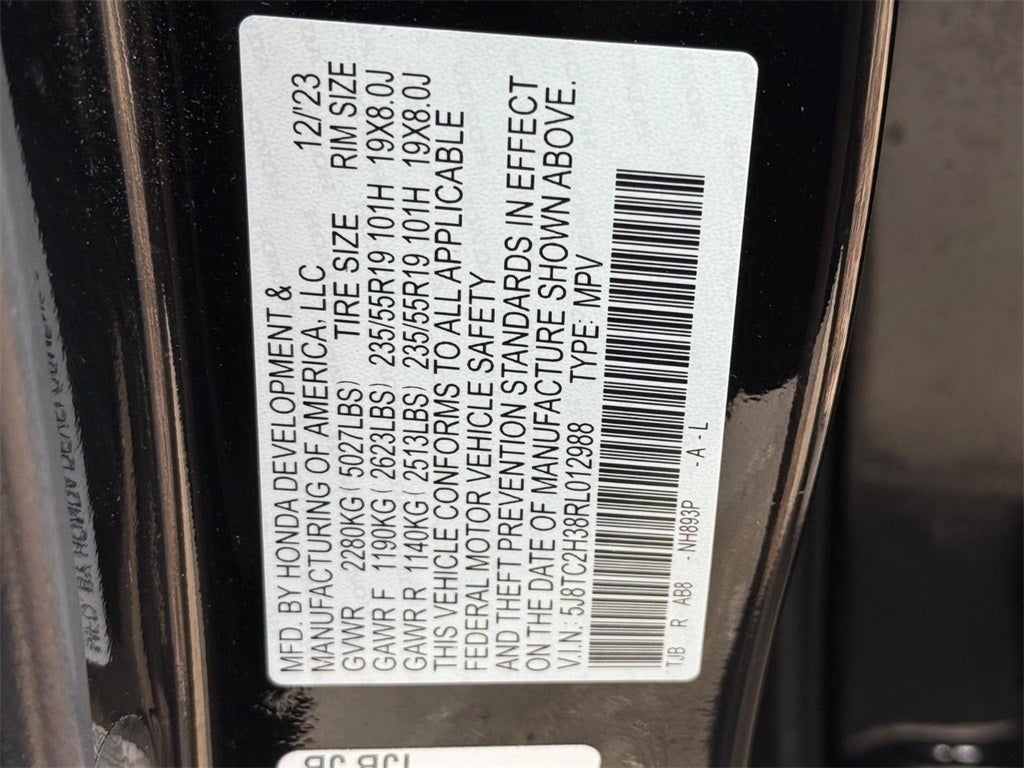 MFD. BY HONDA DEVELOPMENT &
MANUFACTURING OF AMERICA, LLC 12/'23
GVWR 2280KG ( 5027LBS) TIRE SIZE RIM SIZE
GAWR F 1190KG ( 2623LBS) 235/55R19 101H 19X8.0J
GAWR R 1140KG ( 2513LBS) 235/55R19 101H 19X8.0J
THIS VEHICLE CONFORMS TO ALL APPLICABLE
FEDERAL MOTOR VEHICLE SAFETY
AND THEFT PREVENTION STANDARDS IN EFFECT
ON THE DATE OF MANUFACTURE SHOWN ABOVE.
V.I.N.: 5J8TC2H38RL012988 TYPE: MPV
TJB R AB8 - NH893P - A - L